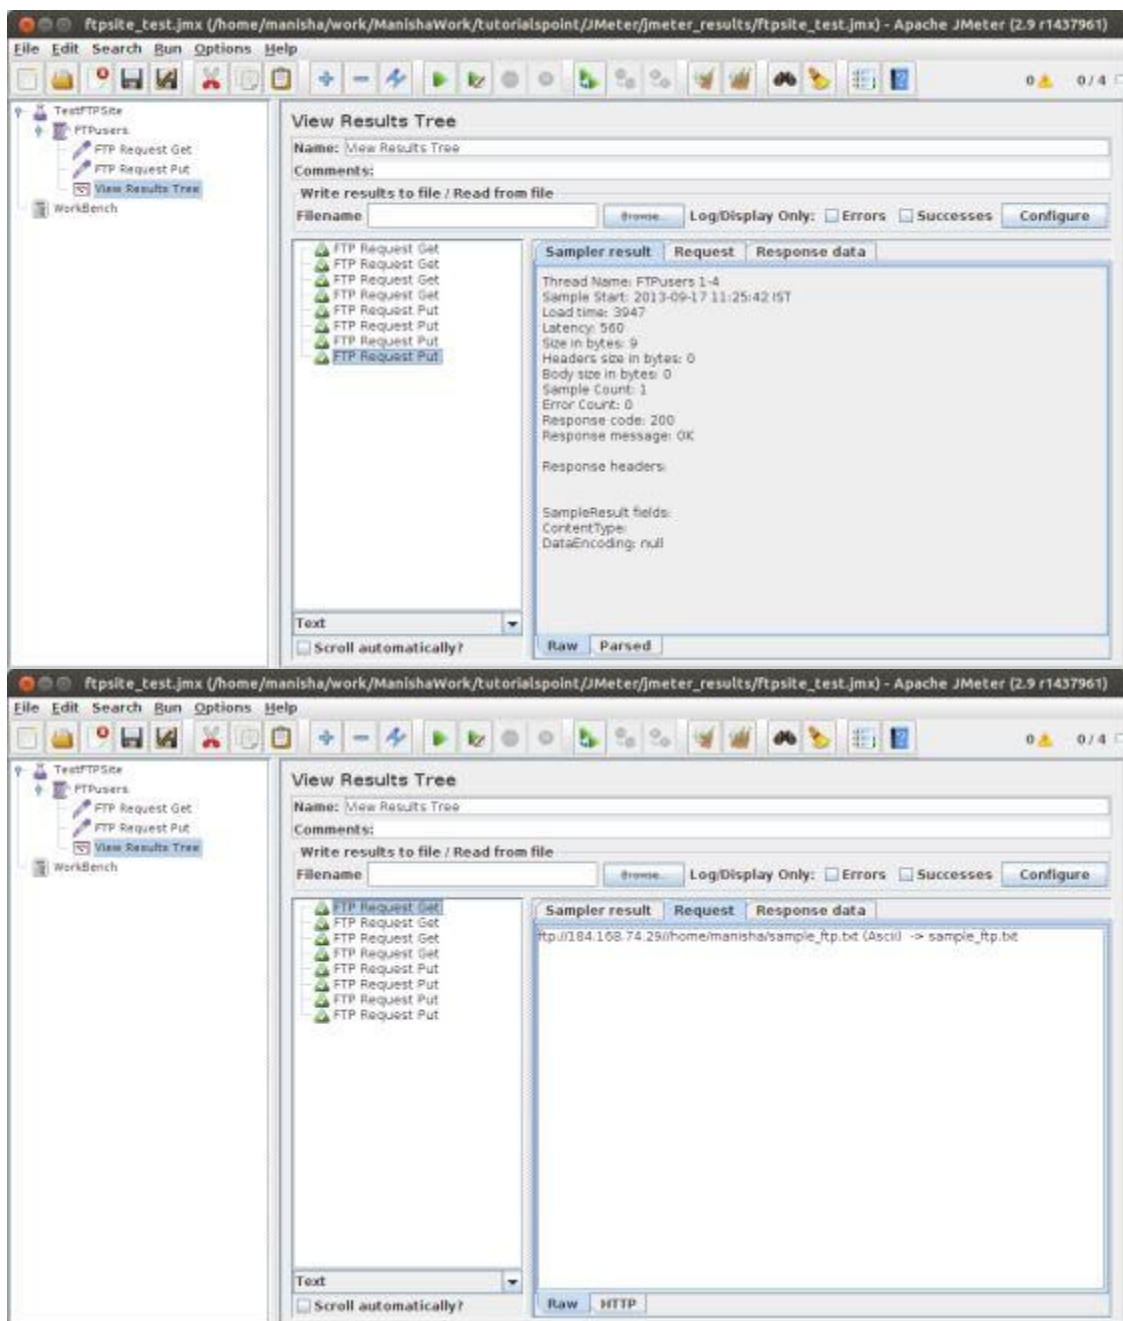 ftpsite_test.jmx (/home/manisha/work/ManishaWork/tutorialspoint/JMeter/jmeter_results/ftpsite_test.jmx) - Apache JMeter (2.9 r1437961)
File Edit Search Run Options Help
0 0/4
TestFTPSite
FTPusers
FTP Request Get
FTP Request Put
View Results Tree
WorkBench
View Results Tree
Name: View Results Tree
Comments:
Write results to file / Read from file
Filename Browse... Log/Display Only: Errors Successes Configure
FTP Request Get
FTP Request Get
FTP Request Get
FTP Request Get
FTP Request Put
FTP Request Put
FTP Request Put
FTP Request Put
Text
Scroll automatically?
Sampler result Request Response data
Thread Name: FTPusers 1-4
Sample Start: 2013-09-17 11:25:42 IST
Load time: 3947
Latency: 560
Size in bytes: 9
Headers size in bytes: 0
Body size in bytes: 0
Sample Count: 1
Error Count: 0
Response code: 200
Response message: OK
Response headers:
SampleResult fields:
ContentType:
DataEncoding: null
Raw Parsed
ftpsite_test.jmx (/home/manisha/work/ManishaWork/tutorialspoint/JMeter/jmeter_results/ftpsite_test.jmx) - Apache JMeter (2.9 r1437961)
File Edit Search Run Options Help
0 0/4
TestFTPSite
FTPusers
FTP Request Get
FTP Request Put
View Results Tree
WorkBench
View Results Tree
Name: View Results Tree
Comments:
Write results to file / Read from file
Filename Browse... Log/Display Only: Errors Successes Configure
FTP Request Get
FTP Request Get
FTP Request Get
FTP Request Get
FTP Request Put
FTP Request Put
FTP Request Put
FTP Request Put
Text
Scroll automatically?
Sampler result Request Response data
ftp://184.168.74.29//home/manisha/sample_ftp.txt (Ascii) -> sample_ftp.txt
Raw HTTP